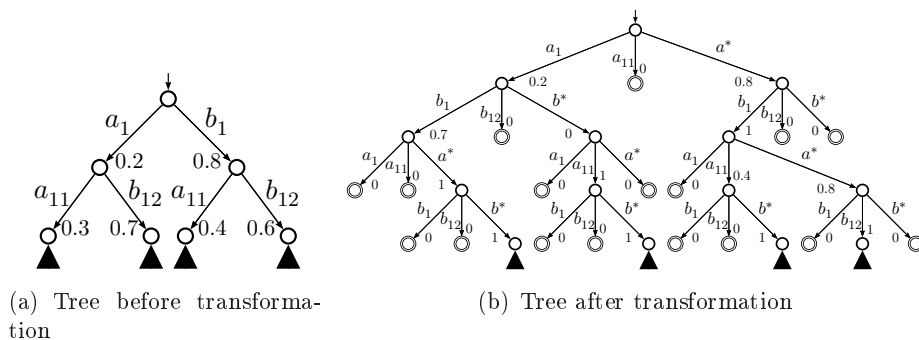 a₁ b₁
0.2 0.8
a₁₁ b₁₂ a₁₁ b₁₂
0.3 0.7 0.4 0.6
(a) Tree before transforma-
tion
a₁ a₁₁ a*
0.2 0 0.8
b₁ b₁₂ b* b₁ b₁₂ b*
0.7 0 0 1 0 0
a₁ a₁₁ a* a₁ a₁₁ a* a₁ a₁₁ a*
0 0 1 0 1 0 0 0.4 0.8
b₁ b₁₂ b* b₁ b₁₂ b* b₁ b₁₂ b* b₁ b₁₂ b*
0 0 1 0 0 1 0 0 1 0 1 0
(b) Tree after transformation